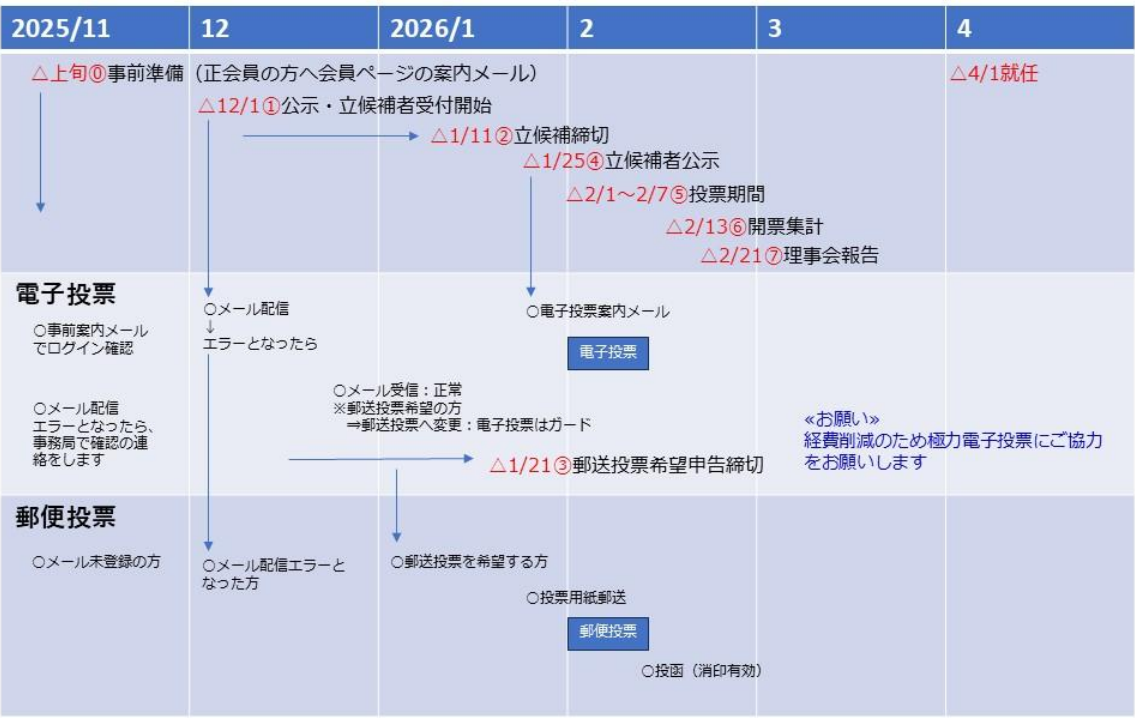 2025/11 12 2026/1 2 3 4
△上旬⓪事前準備（正会員の方へ会員ページの案内メール）
△4/1就任
△12/1①公示・立候補者受付開始
△1/11②立候補締切
△1/25④立候補者公示
△2/1～2/7⑤投票期間
△2/13⑥開票集計
△2/21⑦理事会報告
電子投票
○事前案内メール
でログイン確認
○メール配信
↓
エラーとなったら
○電子投票案内メール
電子投票
○メール配信
エラーとなったら、
事務局で確認の連
絡をします
○メール受信：正常
※郵送投票希望の方
⇒郵送投票へ変更：電子投票はガード
△1/21③郵送投票希望申告締切
≪お願い≫
経費削減のため極力電子投票にご協力
をお願いします
郵便投票
○メール未登録の方
○メール配信エラーと
なった方
○郵送投票を希望する方
○投票用紙郵送
郵便投票
○投函（消印有効）